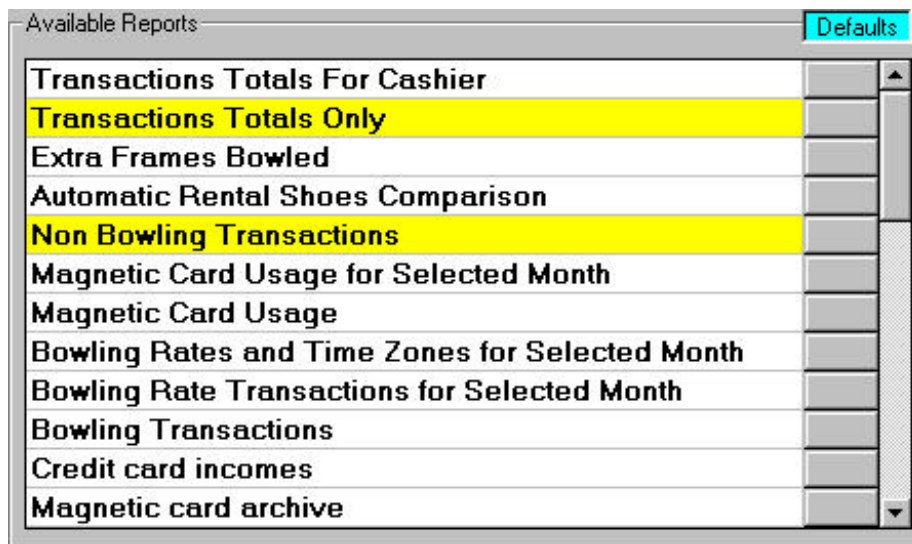 Available Reports
Defaults
Transactions Totals For Cashier
Transactions Totals Only
Extra Frames Bowled
Automatic Rental Shoes Comparison
Non Bowling Transactions
Magnetic Card Usage for Selected Month
Magnetic Card Usage
Bowling Rates and Time Zones for Selected Month
Bowling Rate Transactions for Selected Month
Bowling Transactions
Credit card incomes
Magnetic card archive